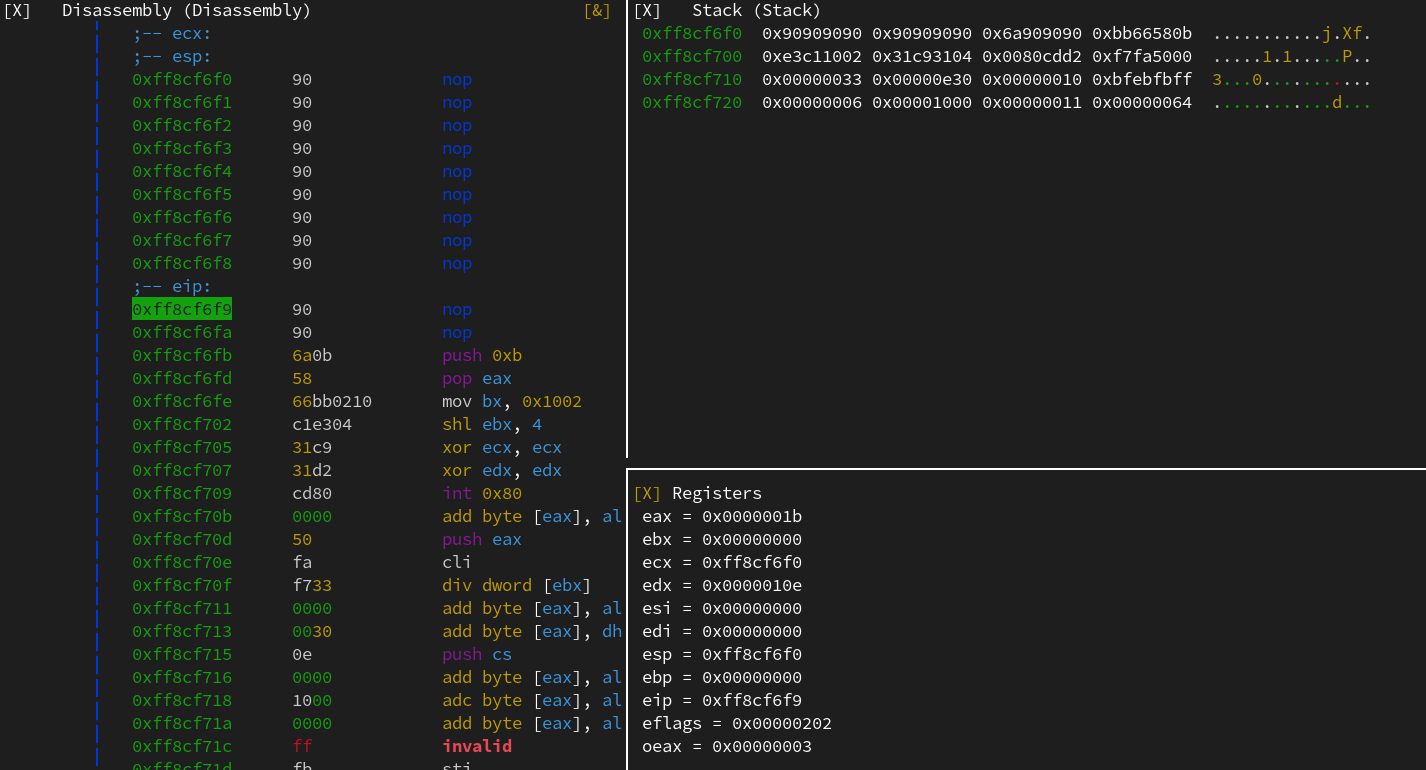 [X]   Disassembly (Disassembly)                           [&]
;-- ecx:
;-- esp:
0xff8cf6f0      90             nop
0xff8cf6f1      90             nop
0xff8cf6f2      90             nop
0xff8cf6f3      90             nop
0xff8cf6f4      90             nop
0xff8cf6f5      90             nop
0xff8cf6f6      90             nop
0xff8cf6f7      90             nop
0xff8cf6f8      90             nop
;-- eip:
0xff8cf6f9      90             nop
0xff8cf6fa      90             nop
0xff8cf6fb      6a0b           push 0xb
0xff8cf6fd      58             pop eax
0xff8cf6fe      66bb0210       mov bx, 0x1002
0xff8cf702      c1e304         shl ebx, 4
0xff8cf705      31c9           xor ecx, ecx
0xff8cf707      31d2           xor edx, edx
0xff8cf709      cd80           int 0x80
0xff8cf70b      0000           add byte [eax], al
0xff8cf70d      50             push eax
0xff8cf70e      fa             cli
0xff8cf70f      f733           div dword [ebx]
0xff8cf711      0000           add byte [eax], al
0xff8cf713      0030           add byte [eax], dh
0xff8cf715      0e             push cs
0xff8cf716      0000           add byte [eax], al
0xff8cf718      1000           adc byte [eax], al
0xff8cf71a      0000           add byte [eax], al
0xff8cf71c      ff             invalid
0xff8cf71d      fb             sti
[X]   Stack (Stack)
0xff8cf6f0  0x90909090 0x90909090 0x6a909090 0xbb66580b  ...........j.Xf.
0xff8cf700  0xe3c11002 0x31c93104 0x0080cdd2 0xf7fa5000  .....1.1.....P..
0xff8cf710  0x00000033 0x00000e30 0x00000010 0xbfebfbff  3...0...........
0xff8cf720  0x00000006 0x00001000 0x00000011 0x00000064  ............d...
[X] Registers
eax = 0x0000001b
ebx = 0x00000000
ecx = 0xff8cf6f0
edx = 0x0000010e
esi = 0x00000000
edi = 0x00000000
esp = 0xff8cf6f0
ebp = 0x00000000
eip = 0xff8cf6f9
eflags = 0x00000202
oeax = 0x00000003